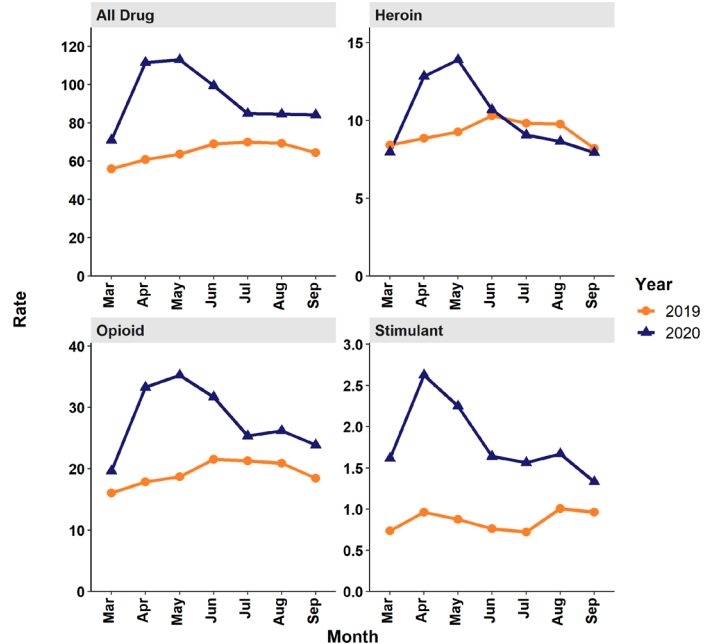 All Drug
Heroin
120
100
80
60
40
20
0
Mar
Apr
May
Jun
Jul
Aug
Sep
15
10
5
0
Mar
Apr
May
Jun
Jul
Aug
Sep
Rate
Year
2019
2020
Opioid
Stimulant
40
30
20
10
0
Mar
Apr
May
Jun
Jul
Aug
Sep
3.0
2.5
2.0
1.5
1.0
0.5
0.0
Mar
Apr
May
Jun
Jul
Aug
Sep
Month